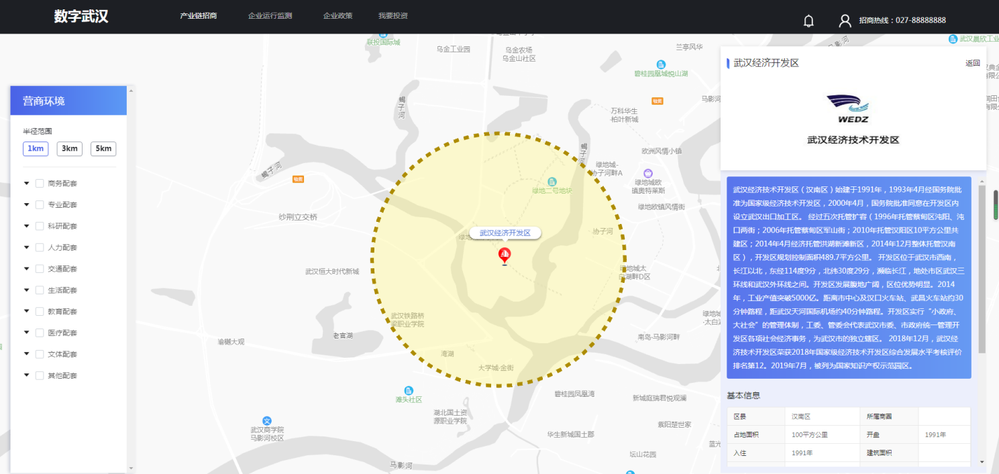 数字武汉
产业链招商
企业运行监测
企业政策
我要投资
招商热线：027-88888888
营商环境
半径范围
1km
3km
5km
商务配套
专业配套
科研配套
人力配套
交通配套
生活配套
教育配套
医疗配套
文体配套
其他配套
联投国际城
乌金工业园
乌金农场
乌金山社区
兰亭风华
碧桂园凰城悦山湖
武汉晨欣工业
马影河
蝎子河
万科华生
·柏叶新城
马影河
蝎子河
欧洲风情小镇
绿地城-
协子河畔A
绿地城欧
镇奥特莱斯
绿地欧镇风情街
绿地二号地块
蝎子河
纱荆立交桥
武汉经济开发区
协子河
武汉恒大时代新城
绿地城太
白湖畔D区
武汉铁路桥
梁职业学院
老官湖
南岛·马影河畔
渝樾大观
湾湖
大学城·金街
碧桂园凤凰湾
新城庭瑞君悦观澜
滩头社区
湖北国土资
源职业学院
紫阳楚世家
武汉商学院
马影河校区
华生新城国土郡
坛山花园
马影河
武汉经济开发区
返回
WEDZ
武汉经济技术开发区
武汉经济技术开发区（汉南区）始建于1991年，1993年4月经国务院批
准为国家级经济技术开发区，2000年4月，国务院批准同意在开发区内
设立武汉出口加工区。 经过五次托管扩容（1996年托管蔡甸区沌阳、沌
口两街；2006年托管蔡甸区军山街；2010年托管汉阳区10平方公里共
建区；2014年4月经济托管洪湖新滩新区，2014年12月整体托管汉南
区），开发区规划控制面积489.7平方公里。 开发区位于武汉市西南，
长江以北，东经114度9分，北纬30度29分，濒临长江，地处市区武汉三
环线和武汉外环线之间。开发区发展腹地广阔，区位优势明显。2014
年，工业产值突破5000亿。距离市中心及汉口火车站、武昌火车站约30
分钟路程，距武汉天河国际机场约40分钟路程。开发区实行“小政府、
大社会”的管理体制，工委、管委会代表武汉市委、市政府统一管理开
发区各项社会经济事务，为武汉市的独立辖区。 2018年12月，武汉经
济技术开发区荣获2018年国家级经济技术开发区综合发展水平考核评价
排名第12。2019年7月，被列为国家知识产权示范园区。
基本信息
区县 汉南区 所属商圈
占地面积 100平方公里 开盘 1991年
入住 1991年 建筑面积